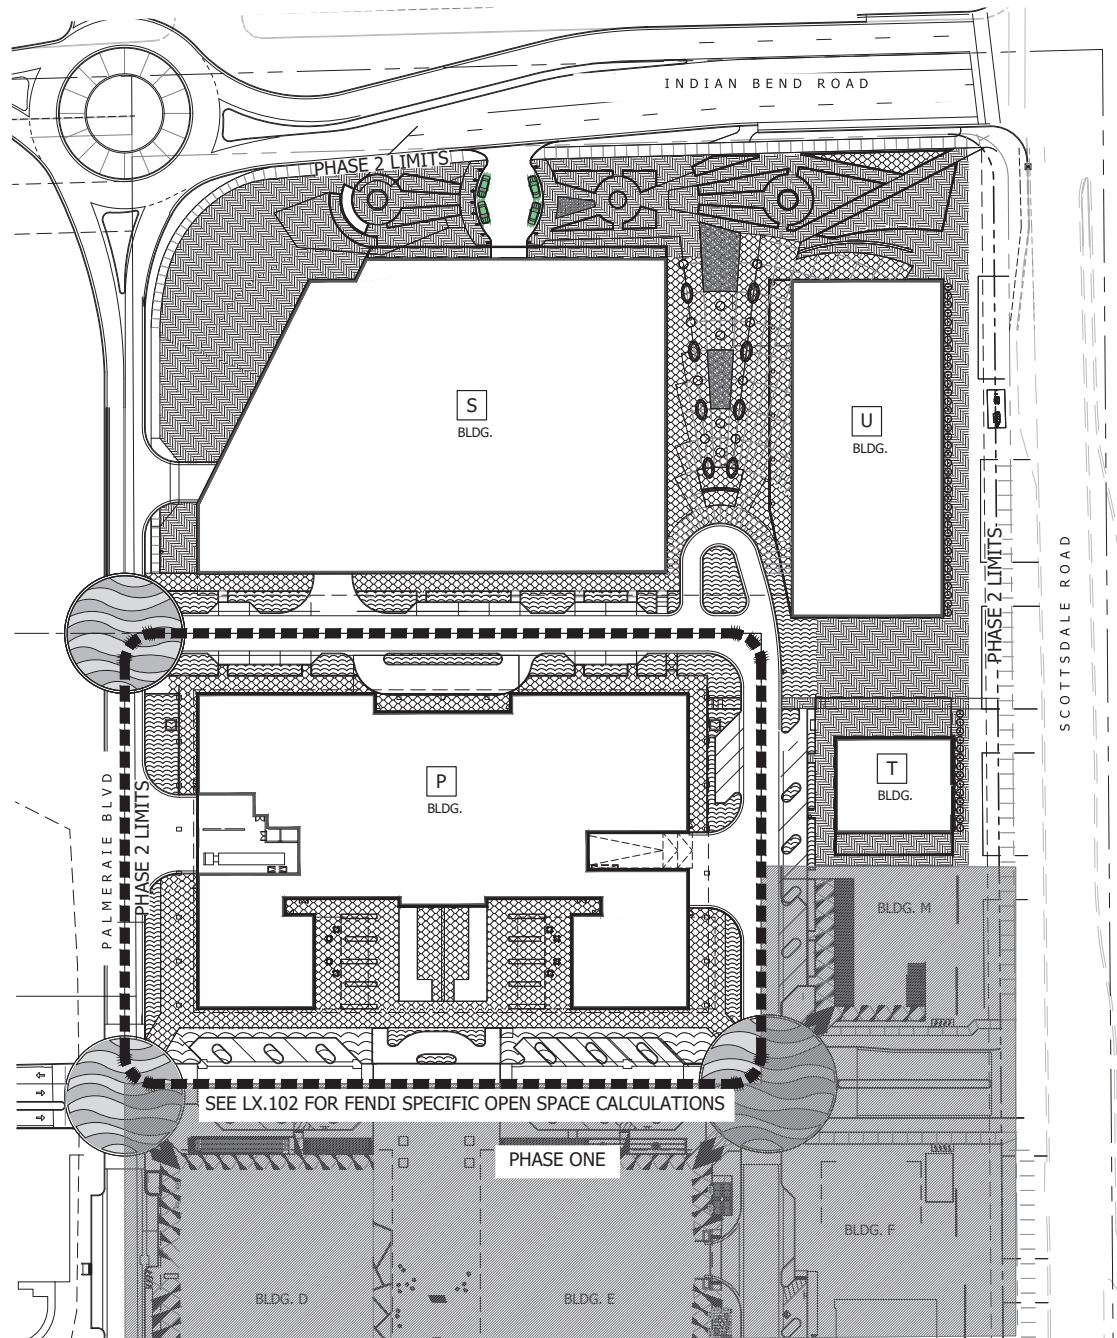 INDIAN BEND ROAD
PHASE 2 LIMITS
S
BLDG.
U
BLDG.
PHASE 2 LIMITS
SCOTTSDALE ROAD
T
BLDG.
P
BLDG.
PALMERAIE BLVD
PHASE 2 LIMITS
BLDG. M
SEE LX.102 FOR FENDI SPECIFIC OPEN SPACE CALCULATIONS
PHASE ONE
BLDG. F
BLDG. D
BLDG. E